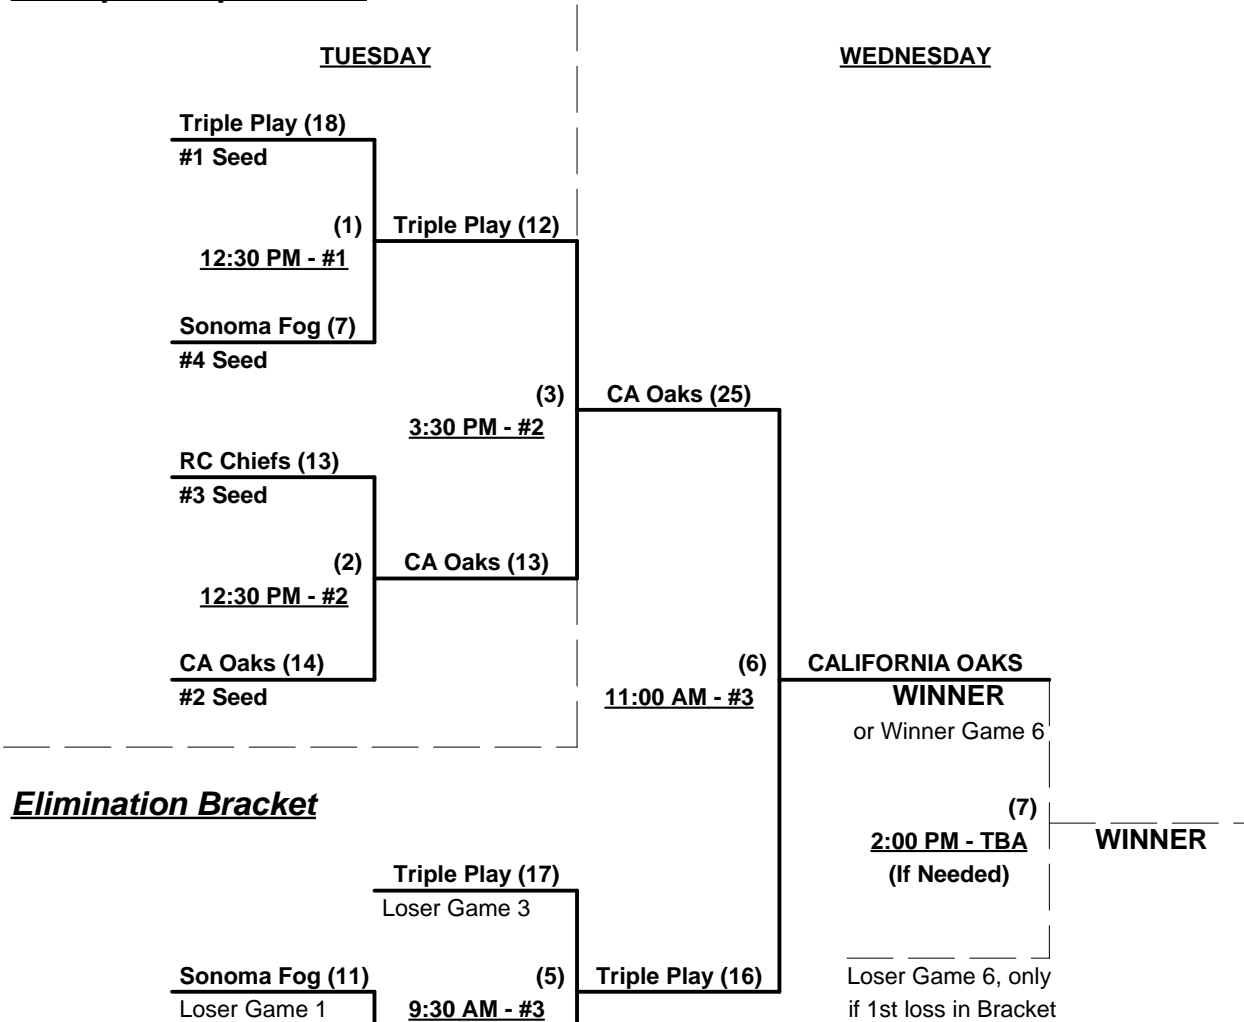 TUESDAY
WEDNESDAY
Triple Play (18)
#1 Seed
(1)
Triple Play (12)
12:30 PM - #1
Sonoma Fog (7)
#4 Seed
(3)
CA Oaks (25)
3:30 PM - #2
RC Chiefs (13)
#3 Seed
(2)
CA Oaks (13)
12:30 PM - #2
CA Oaks (14)
#2 Seed
(6)
CALIFORNIA OAKS
11:00 AM - #3
WINNER
or Winner Game 6
Elimination Bracket
(7)
2:00 PM - TBA
WINNER
(If Needed)
Triple Play (17)
Loser Game 3
Sonoma Fog (11)
(5)
Triple Play (16)
Loser Game 6, only
Loser Game 1
9:30 AM - #3
if 1st loss in Bracket